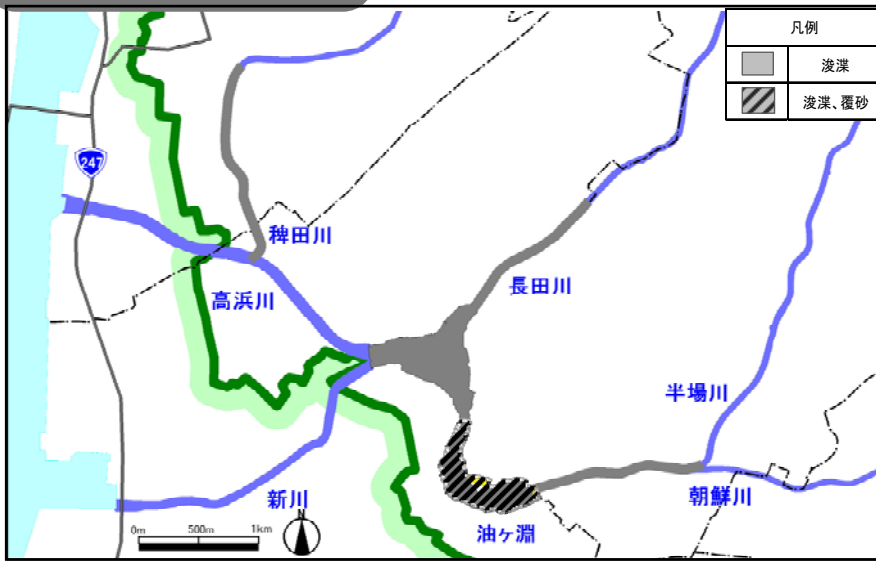 凡例
浚渫
浚渫、覆砂
247
稗田川
高浜川
長田川
半場川
朝鮮川
新川
油ヶ淵
0m 500m 1km
N